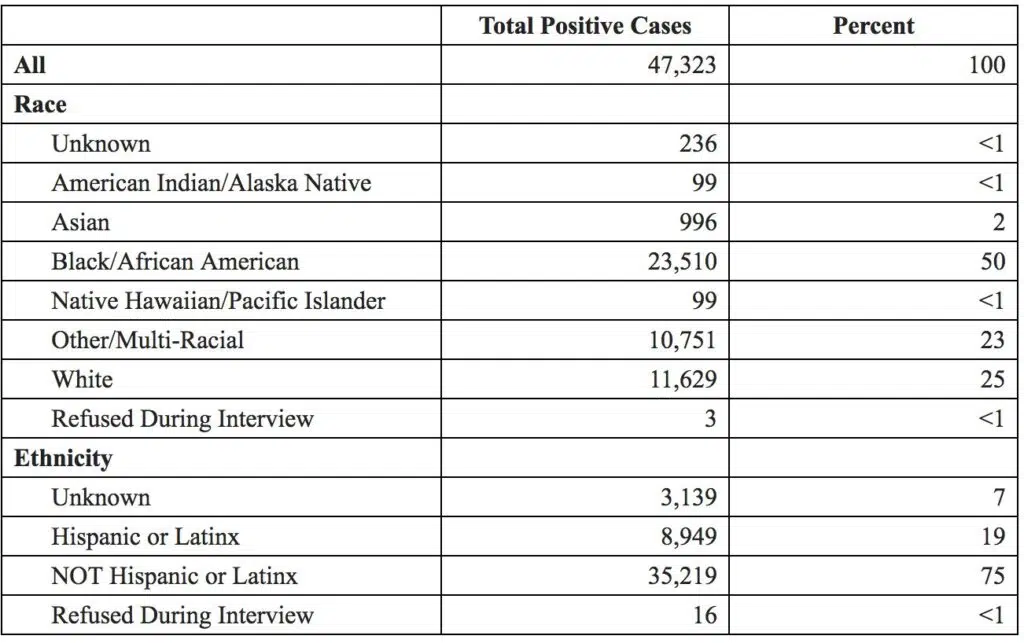 Total Positive Cases Percent
All 47,323 100
Race
Unknown 236 <1
American Indian/Alaska Native 99 <1
Asian 996 2
Black/African American 23,510 50
Native Hawaiian/Pacific Islander 99 <1
Other/Multi-Racial 10,751 23
White 11,629 25
Refused During Interview 3 <1
Ethnicity
Unknown 3,139 7
Hispanic or Latinx 8,949 19
NOT Hispanic or Latinx 35,219 75
Refused During Interview 16 <1